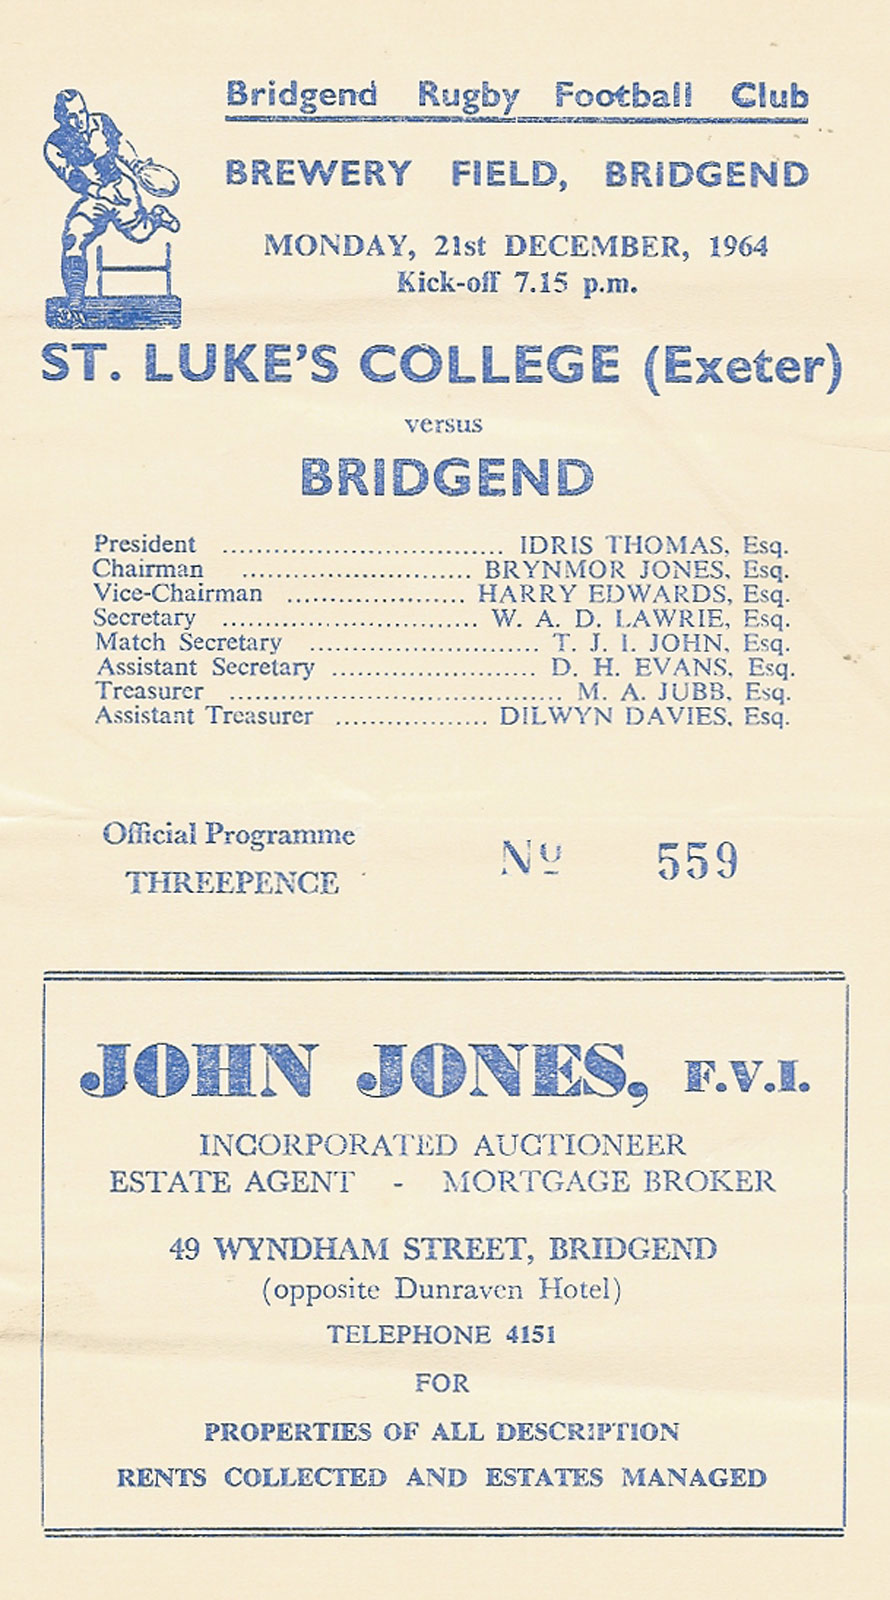 Bridgend Rugby Football Club
BREWERY FIELD, BRIDGEND
MONDAY, 21st DECEMBER, 1964
Kick-off 7.15 p.m.
ST. LUKE'S COLLEGE (Exeter)
versus
BRIDGEND
President ................................. IDRIS THOMAS, Esq.
Chairman ........................... BRYNMOR JONES, Esq.
Vice-Chairman ..................... HARRY EDWARDS, Esq.
Secretary .............................. W. A. D. LAWRIE, Esq.
Match Secretary ........................... T. J. I. JOHN, Esq.
Assistant Secretary ........................ D. H. EVANS, Esq.
Treasurer ....................................... M. A. JUBB, Esq.
Assistant Treasurer .................. DILWYN DAVIES, Esq.
Official Programme
THREEPENCE
No 559
JOHN JONES, F.V.I.
INCORPORATED AUCTIONEER
ESTATE AGENT - MORTGAGE BROKER
49 WYNDHAM STREET, BRIDGEND
(opposite Dunraven Hotel)
TELEPHONE 4151
FOR
PROPERTIES OF ALL DESCRIPTION
RENTS COLLECTED AND ESTATES MANAGED